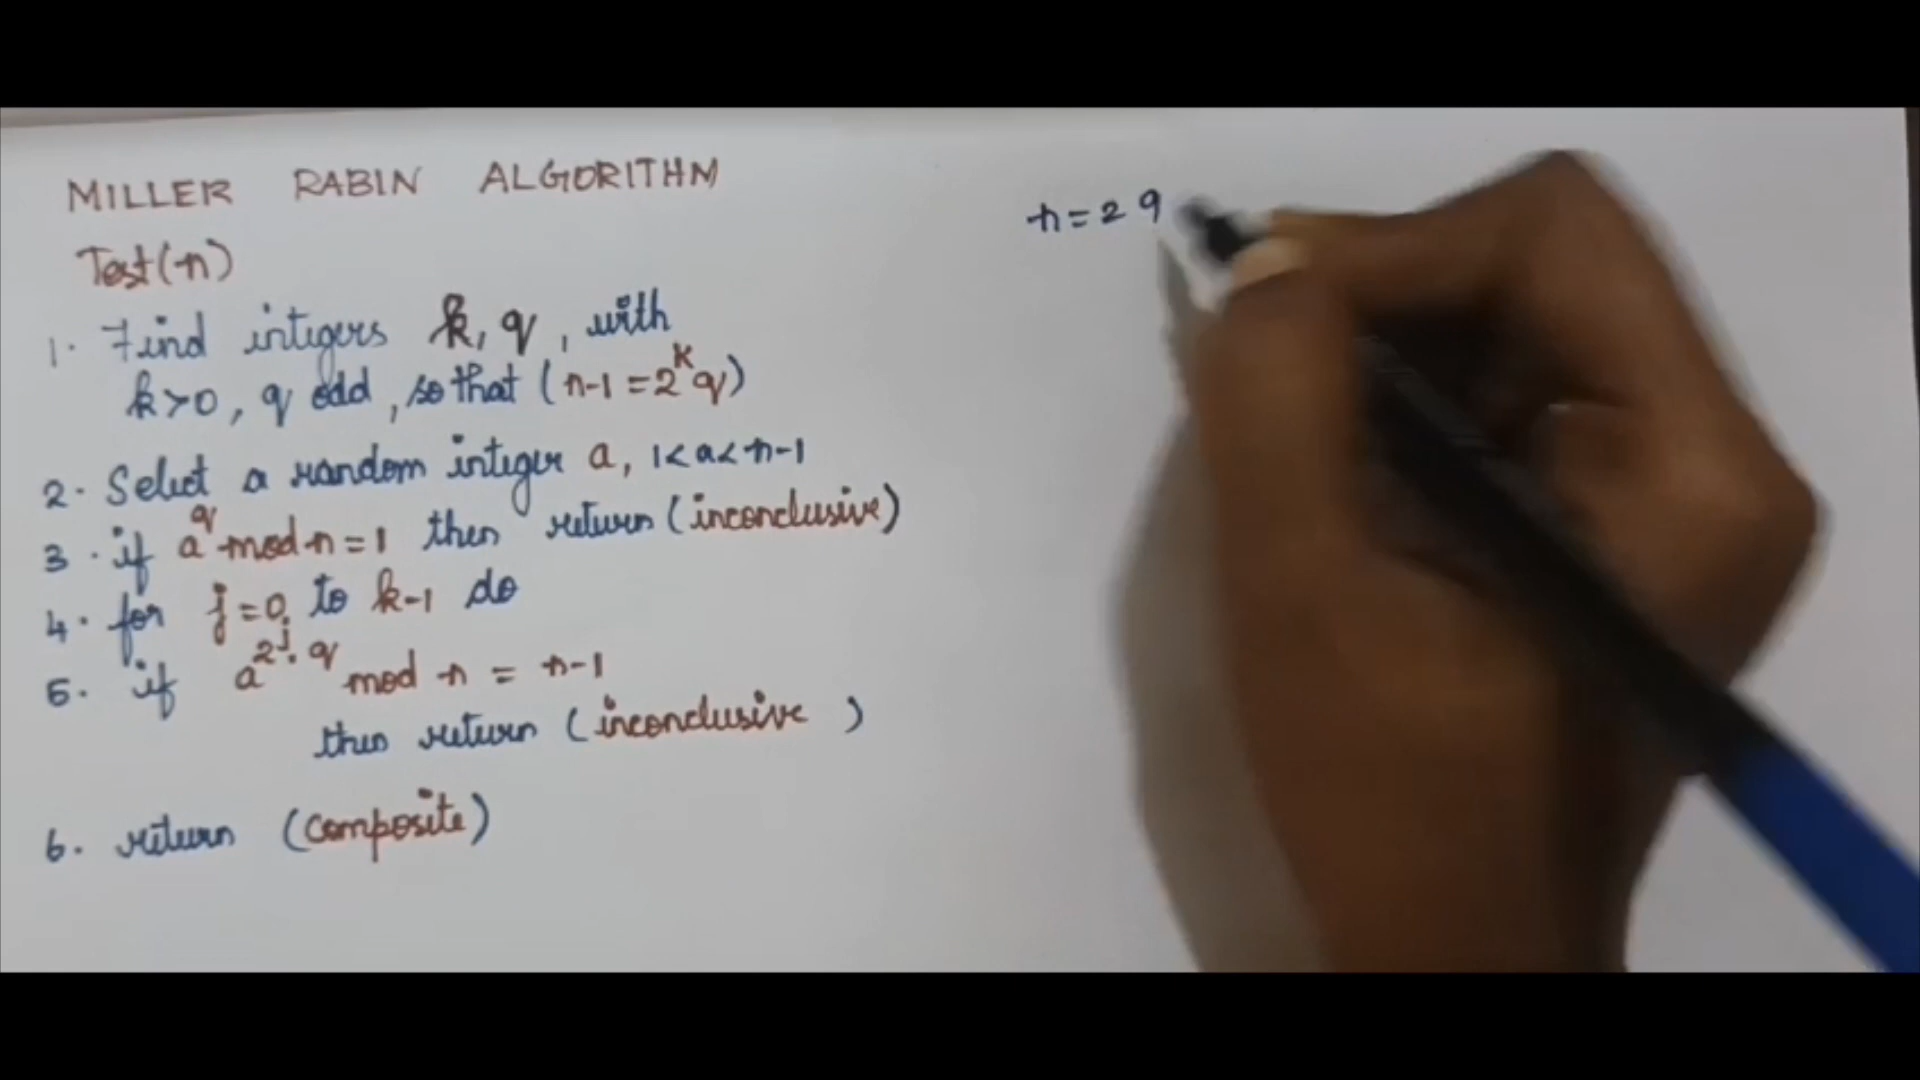 MILLER RABIN ALGORITHM
Test(n)
1. Find integers k, q, with
k>0, q odd, so that (n-1=2^k q)
2. Select a random integer a, 1<a<n-1
3. if a^q mod n=1 then return (inconclusive)
4. for j=0 to k-1 do
5. if a^2^j.q mod n = n-1
then return (inconclusive)
6. return (composite)
n=29